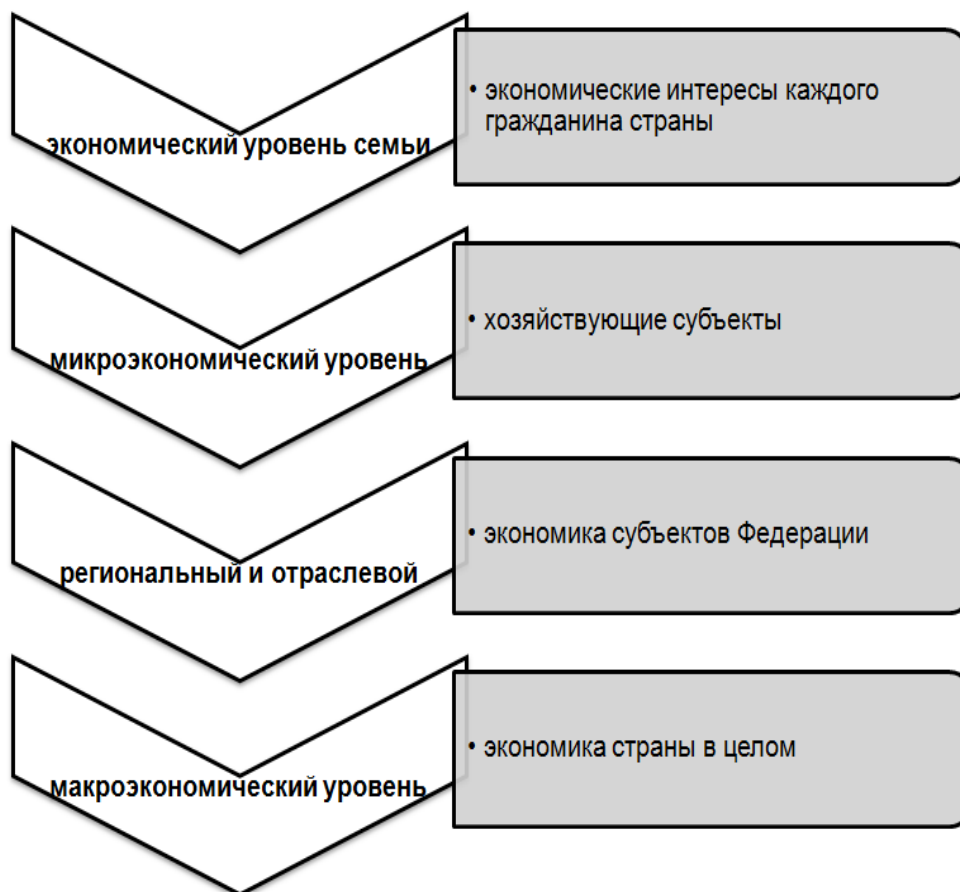 экономический уровень семьи
• экономические интересы каждого
гражданина страны
микроэкономический уровень
• хозяйствующие субъекты
региональный и отраслевой
• экономика субъектов Федерации
макроэкономический уровень
• экономика страны в целом